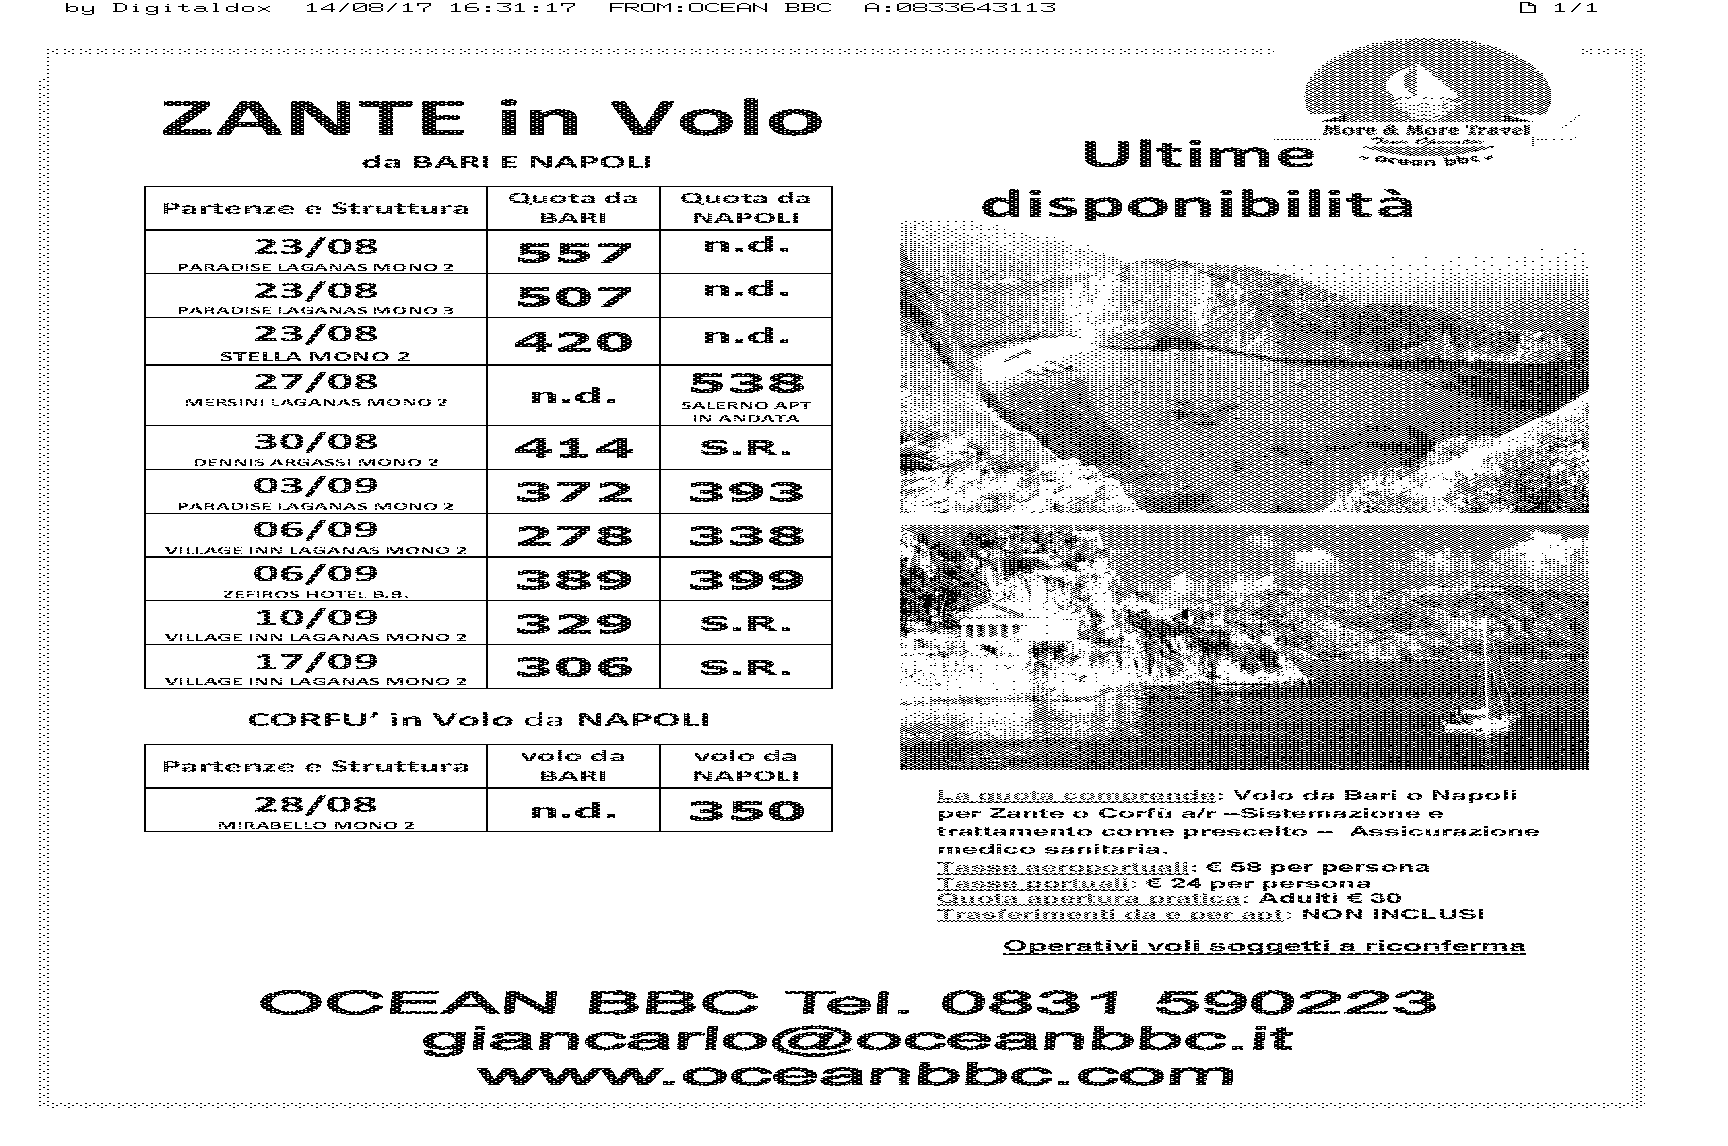 by Digitaldox 14/08/17 16:31:17 FROM:OCEAN BBC A:0833643113 1/1
ZANTE in Volo
da BARI E NAPOLI
Partenze e Struttura Quota da BARI Quota da NAPOLI
23/08 557 n.d.
PARADISE LAGANAS MONO 2
23/08 507 n.d.
PARADISE LAGANAS MONO 3
23/08 420 n.d.
STELLA MONO 2
27/08 n.d. 538
MERSINI LAGANAS MONO 2 SALERNO APT
IN ANDATA
30/08 414 S.R.
DENNIS ARGASSI MONO 2
03/09 372 393
PARADISE LAGANAS MONO 2
06/09 278 338
VILLAGE INN LAGANAS MONO 2
06/09 389 399
ZEFIROS HOTEL B.B.
10/09 329 S.R.
VILLAGE INN LAGANAS MONO 2
17/09 306 S.R.
VILLAGE INN LAGANAS MONO 2
CORFU' in Volo da NAPOLI
Partenze e Struttura volo da BARI volo da NAPOLI
28/08 n.d. 350
MIRABELLO MONO 2
More & More Travel
Tour Operator
- Ocean bbc -
Ultime
disponibilità
La quota comprende: Volo da Bari o Napoli
per Zante o Corfù a/r –Sistemazione e
trattamento come prescelto – Assicurazione
medico sanitaria.
Tasse aeroportuali: € 58 per persona
Tasse portuali: € 24 per persona
Quota apertura pratica: Adulti € 30
Trasferimenti da e per apt: NON INCLUSI
Operativi voli soggetti a riconferma
OCEAN BBC Tel. 0831 590223
giancarlo@oceanbbc.it
www.oceanbbc.com